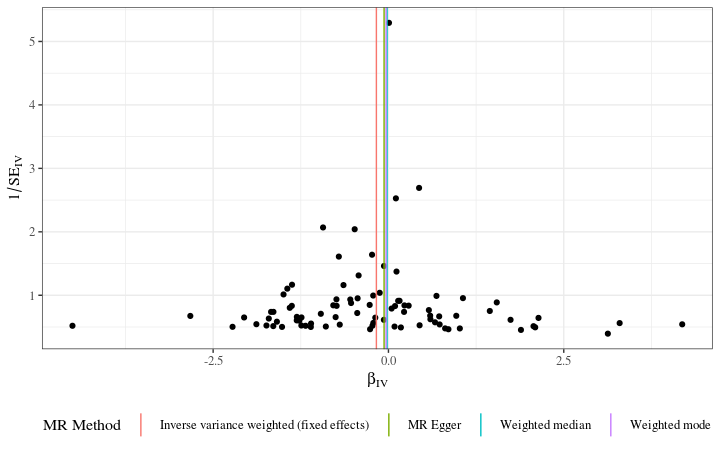 5
4
3
2
1
1/SE_IV
-2.5 0.0 2.5
β_IV
MR Method Inverse variance weighted (fixed effects) MR Egger Weighted median Weighted mode